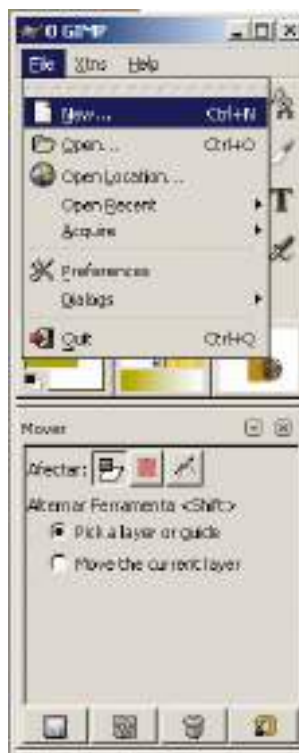 O GIMP
File Xtns Help
New... Ctrl+N
Open... Ctrl+O
Open Location...
Open Recent
Acquire
Preferences
Dialogs
Quit Ctrl+Q
Mover
Afectar:
Alternar Ferramenta <Shift>
Pick a layer or guide
Move the current layer